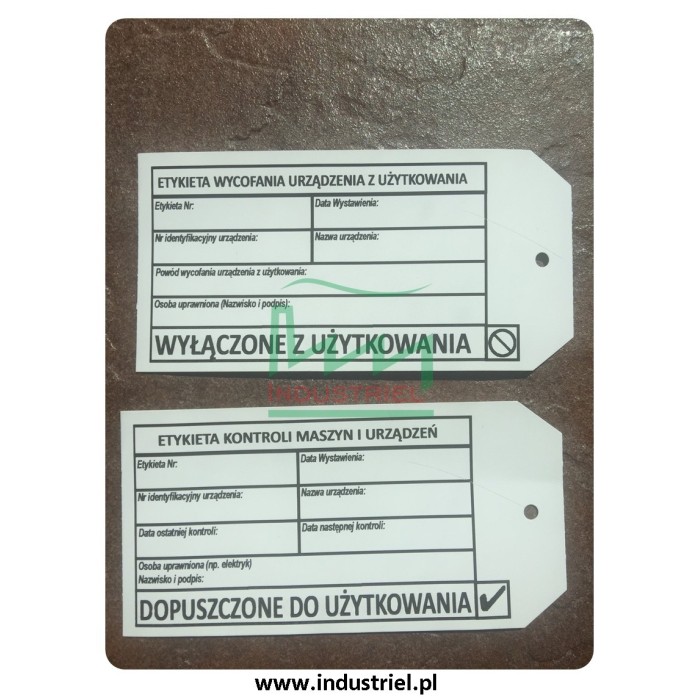 ETYKIETA WYCOFANIA URZĄDZENIA Z UŻYTKOWANIA
Etykieta Nr: Data Wystawienia:
Nr identyfikacyjny urządzenia: Nazwa urządzenia:
Powód wycofania urządzenia z użytkowania:
Osoba uprawniona (Nazwisko i podpis):
WYŁĄCZONE Z UŻYTKOWANIA
INDUSTRIEL
ETYKIETA KONTROLI MASZYN I URZĄDZEŃ
Etykieta Nr: Data Wystawienia:
Nr identyfikacyjny urządzenia: Nazwa urządzenia:
Data ostatniej kontroli: Data następnej kontroli:
Osoba uprawniona (np. elektryk)
Nazwisko i podpis:
DOPUSZCZONE DO UŻYTKOWANIA
www.industriel.pl